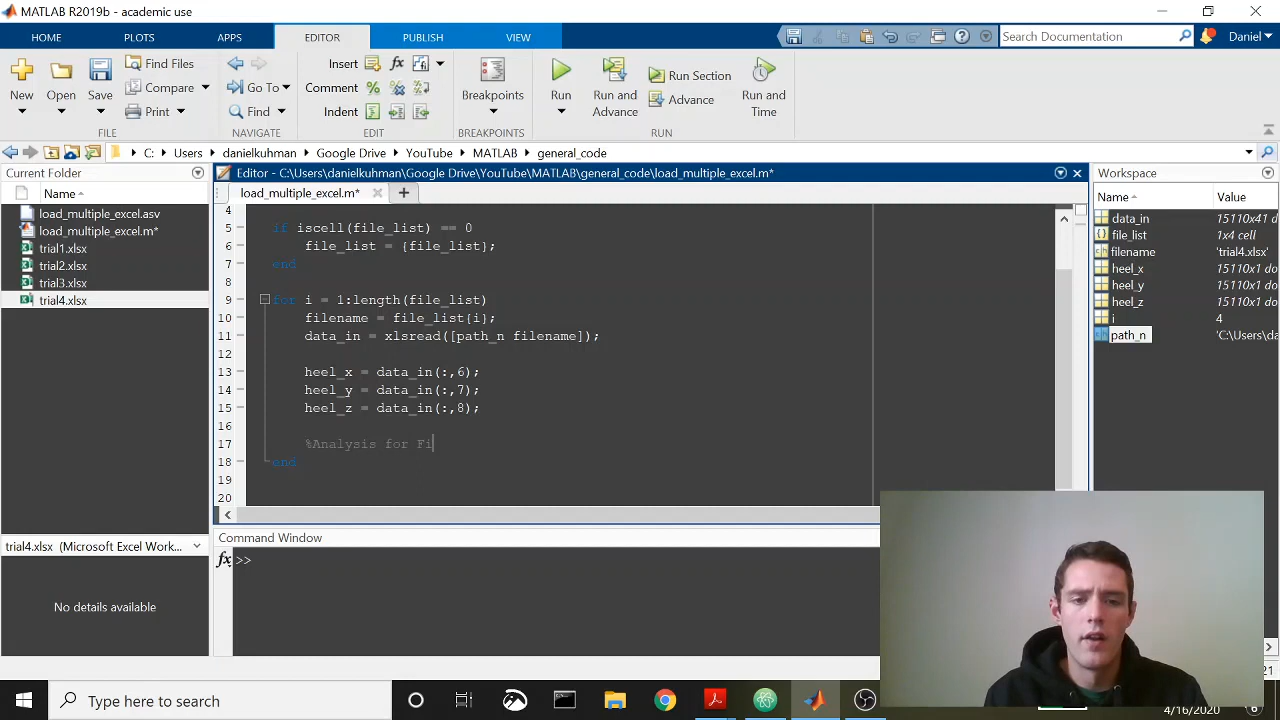 MATLAB R2019b - academic use
HOME PLOTS APPS EDITOR PUBLISH VIEW Search Documentation Daniel
New Open Save Find Files Compare Print Go To Find Insert Comment Indent Breakpoints Run Run and Advance Run Section Advance Run and Time
FILE NAVIGATE EDIT BREAKPOINTS RUN
C: Users danielkuhman Google Drive YouTube MATLAB general_code
Current Folder
Name
load_multiple_excel.asv
load_multiple_excel.m*
trial1.xlsx
trial2.xlsx
trial3.xlsx
trial4.xlsx
trial4.xlsx (Microsoft Excel Work...
No details available
Editor - C:\Users\danielkuhman\Google Drive\YouTube\MATLAB\general_code\load_multiple_excel.m*
load_multiple_excel.m*
4
5 if iscell(file_list) == 0
6 file_list = {file_list};
7 end
8
9 for i = 1:length(file_list)
10 filename = file_list{i};
11 data_in = xlsread([path_n filename]);
12
13 heel_x = data_in(:,6);
14 heel_y = data_in(:,7);
15 heel_z = data_in(:,8);
16
17 %Analysis for Fi
18 end
19
20
Command Window
fx >>
Workspace
Name Value
data_in 15110x41 d
file_list 1x4 cell
filename 'trial4.xlsx'
heel_x 15110x1 do
heel_y 15110x1 do
heel_z 15110x1 do
i 4
path_n 'C:\Users\da
Type here to search
4/16/2020